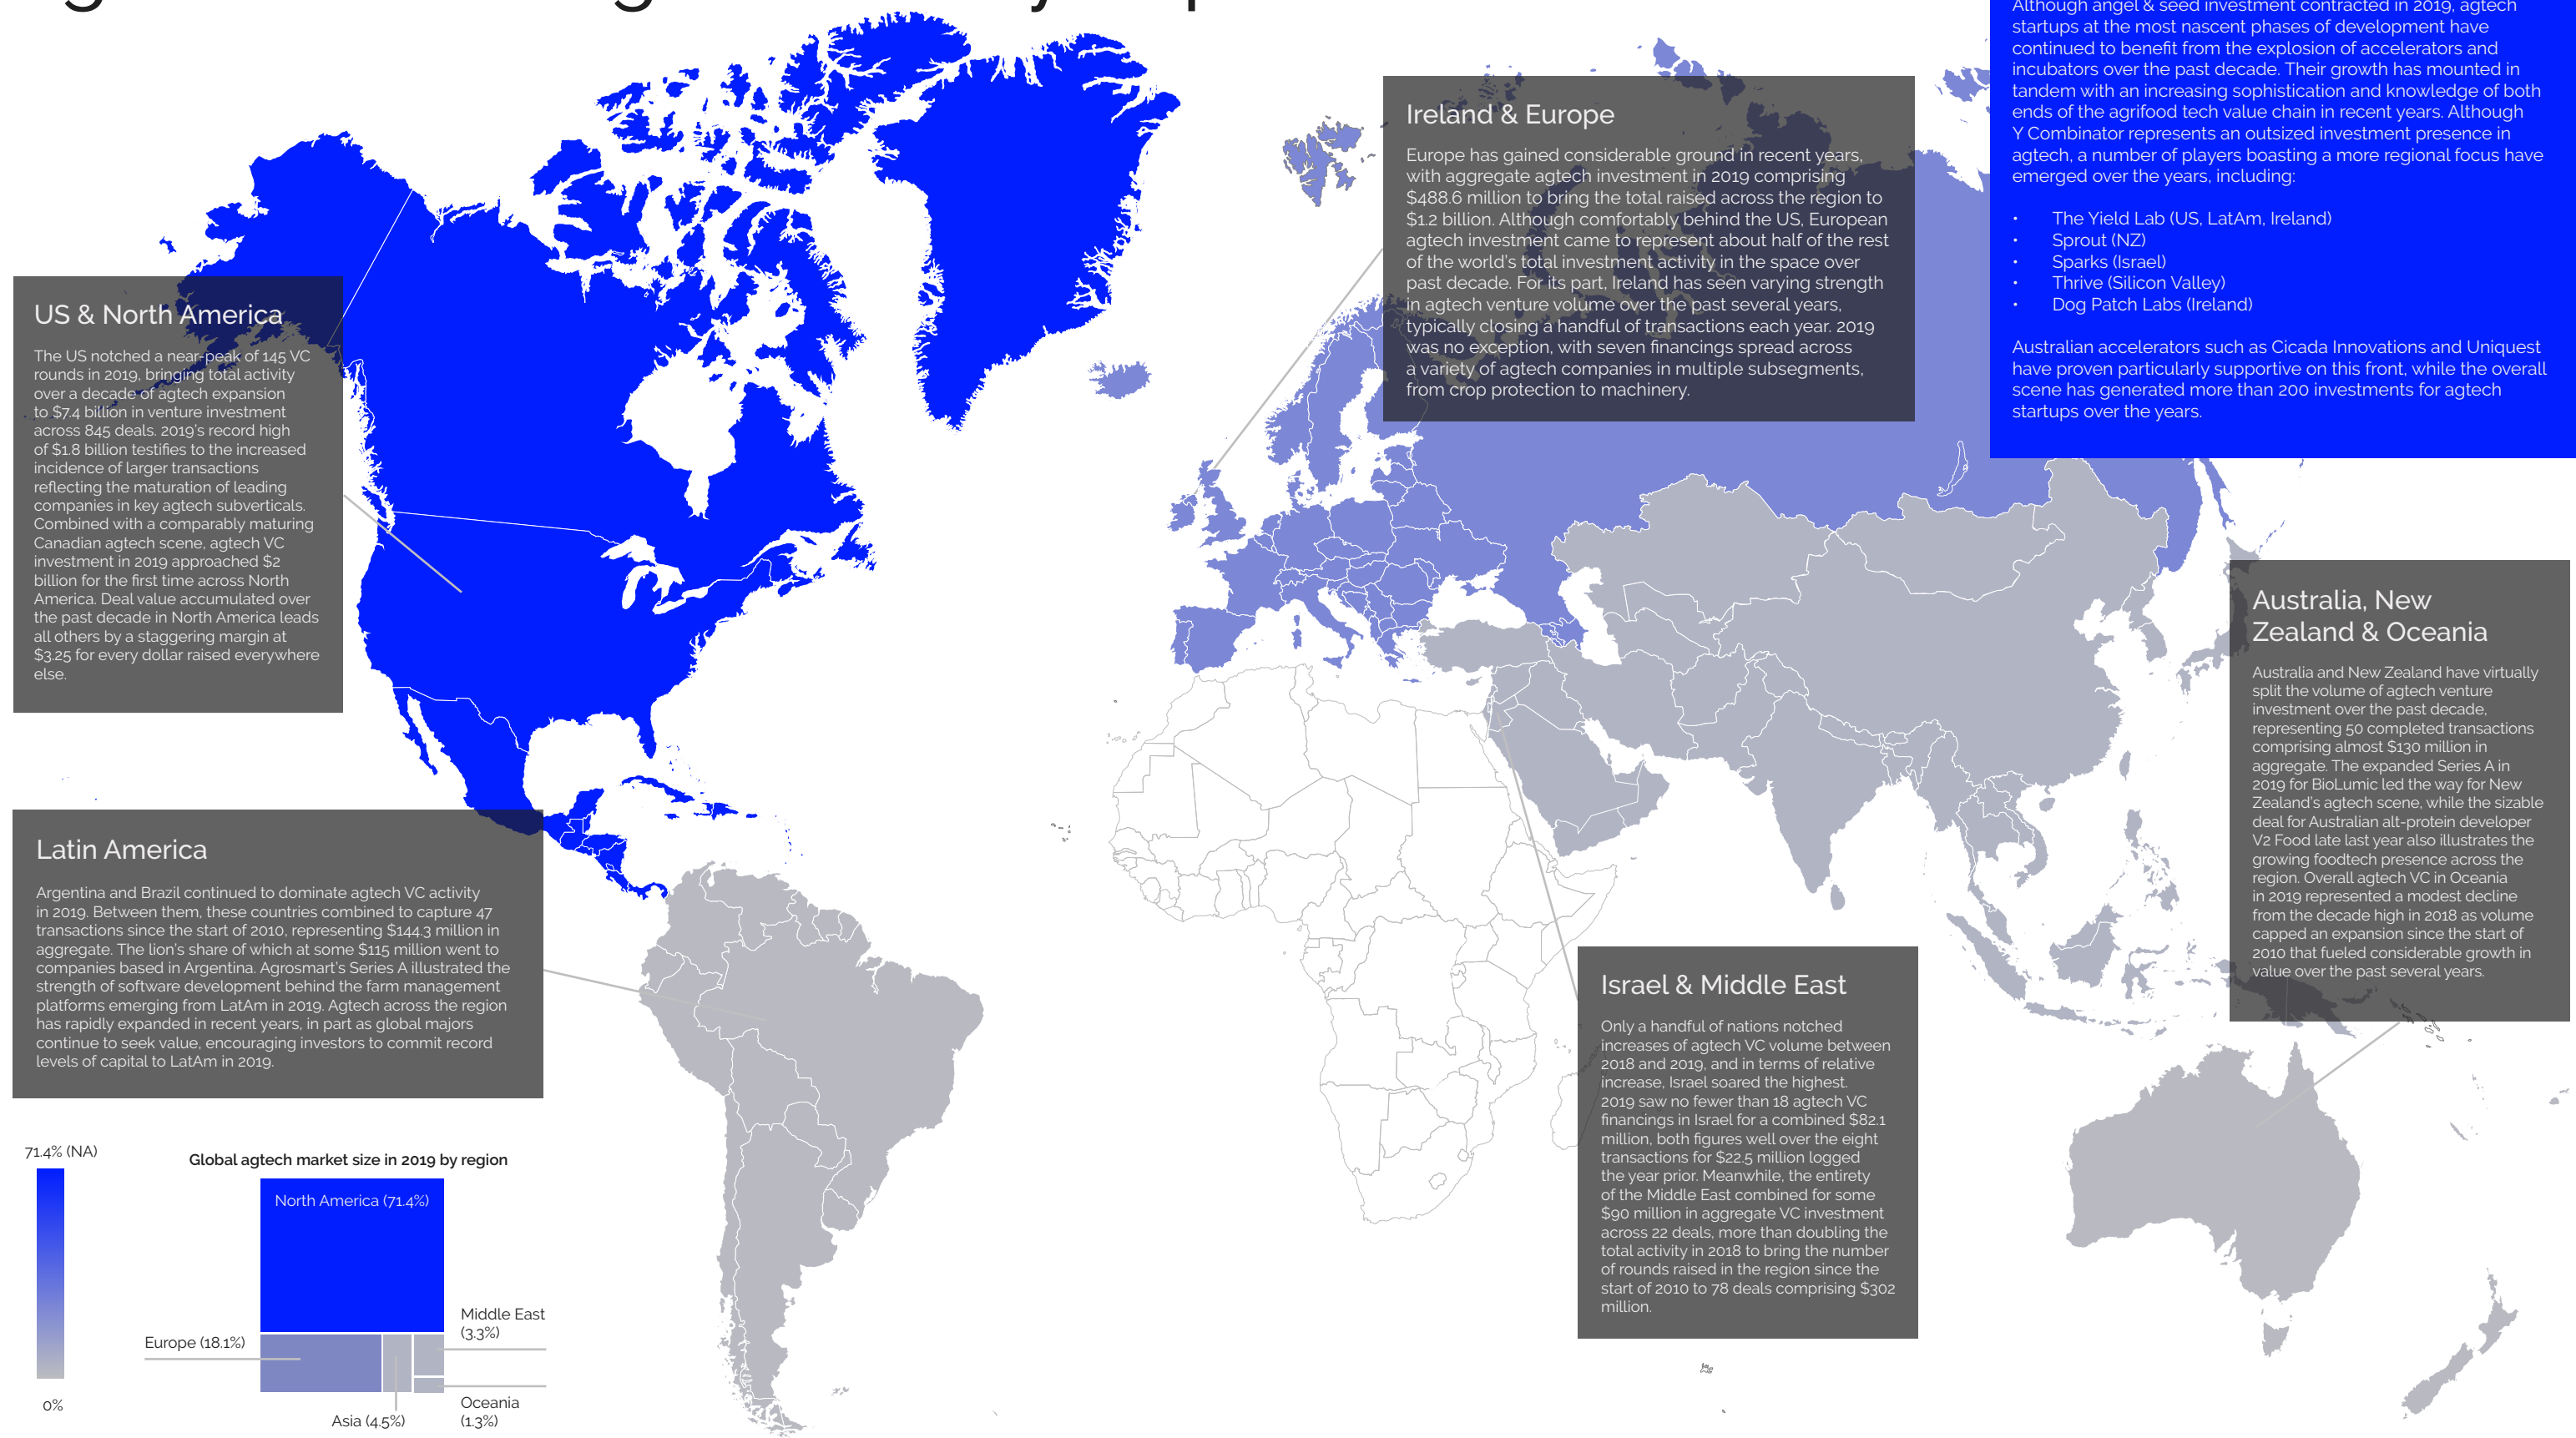 Although angel & seed investment contracted in 2019, agtech
startups at the most nascent phases of development have
continued to benefit from the explosion of accelerators and
incubators over the past decade. Their growth has mounted in
tandem with an increasing sophistication and knowledge of both
ends of the agrifood tech value chain in recent years. Although
Y Combinator represents an outsized investment presence in
agtech, a number of players boasting a more regional focus have
emerged over the years, including:
• The Yield Lab (US, LatAm, Ireland)
• Sprout (NZ)
• Sparks (Israel)
• Thrive (Silicon Valley)
• Dog Patch Labs (Ireland)
Australian accelerators such as Cicada Innovations and Uniquest
have proven particularly supportive on this front, while the overall
scene has generated more than 200 investments for agtech
startups over the years.
Ireland & Europe
Europe has gained considerable ground in recent years,
with aggregate agtech investment in 2019 comprising
$488.6 million to bring the total raised across the region to
$1.2 billion. Although comfortably behind the US, European
agtech investment came to represent about half of the rest
of the world's total investment activity in the space over
past decade. For its part, Ireland has seen varying strength
in agtech venture volume over the past several years,
typically closing a handful of transactions each year. 2019
was no exception, with seven financings spread across
a variety of agtech companies in multiple subsegments,
from crop protection to machinery.
US & North America
The US notched a near-peak of 145 VC
rounds in 2019, bringing total activity
over a decade of agtech expansion
to $7.4 billion in venture investment
across 845 deals. 2019's record high
of $1.8 billion testifies to the increased
incidence of larger transactions
reflecting the maturation of leading
companies in key agtech subverticals.
Combined with a comparably maturing
Canadian agtech scene, agtech VC
investment in 2019 approached $2
billion for the first time across North
America. Deal value accumulated over
the past decade in North America leads
all others by a staggering margin at
$3.25 for every dollar raised everywhere
else.
Australia, New
Zealand & Oceania
Australia and New Zealand have virtually
split the volume of agtech venture
investment over the past decade,
representing 50 completed transactions
comprising almost $130 million in
aggregate. The expanded Series A in
2019 for BioLumic led the way for New
Zealand's agtech scene, while the sizable
deal for Australian alt-protein developer
V2 Food late last year also illustrates the
growing foodtech presence across the
region. Overall agtech VC in Oceania
in 2019 represented a modest decline
from the decade high in 2018 as volume
capped an expansion since the start of
2010 that fueled considerable growth in
value over the past several years.
Latin America
Argentina and Brazil continued to dominate agtech VC activity
in 2019. Between them, these countries combined to capture 47
transactions since the start of 2010, representing $144.3 million in
aggregate. The lion's share of which at some $115 million went to
companies based in Argentina. Agrosmart's Series A illustrated the
strength of software development behind the farm management
platforms emerging from LatAm in 2019. Agtech across the region
has rapidly expanded in recent years, in part as global majors
continue to seek value, encouraging investors to commit record
levels of capital to LatAm in 2019.
Israel & Middle East
Only a handful of nations notched
increases of agtech VC volume between
2018 and 2019, and in terms of relative
increase, Israel soared the highest.
2019 saw no fewer than 18 agtech VC
financings in Israel for a combined $82.1
million, both figures well over the eight
transactions for $22.5 million logged
the year prior. Meanwhile, the entirety
of the Middle East combined for some
$90 million in aggregate VC investment
across 22 deals, more than doubling the
total activity in 2018 to bring the number
of rounds raised in the region since the
start of 2010 to 78 deals comprising $302
million.
71.4% (NA)
0%
Global agtech market size in 2019 by region
North America (71.4%)
Europe (18.1%)
Middle East
(3.3%)
Asia (4.5%)
Oceania
(1.3%)